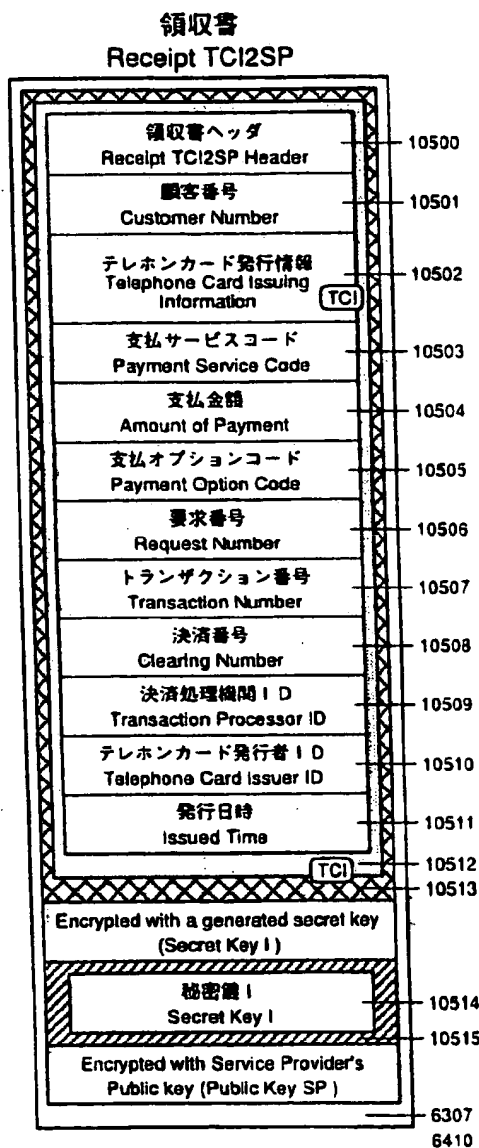 領収書
Receipt TCI2SP
領収書ヘッダ
Receipt TCI2SP Header
10500
顧客番号
Customer Number
10501
テレホンカード発行情報
Telephone Card Issuing
Information
TCI
10502
支払サービスコード
Payment Service Code
10503
支払金額
Amount of Payment
10504
支払オプションコード
Payment Option Code
10505
要求番号
Request Number
10506
トランザクション番号
Transaction Number
10507
決済番号
Clearing Number
10508
決済処理機関ID
Transaction Processor ID
10509
テレホンカード発行者ID
Telephone Card Issuer ID
10510
発行日時
Issued Time
10511
10512
TCI
10513
Encrypted with a generated secret key
(Secret Key I)
秘密鍵I
Secret Key I
10514
10515
Encrypted with Service Provider's
Public key (Public Key SP)
6307
6410